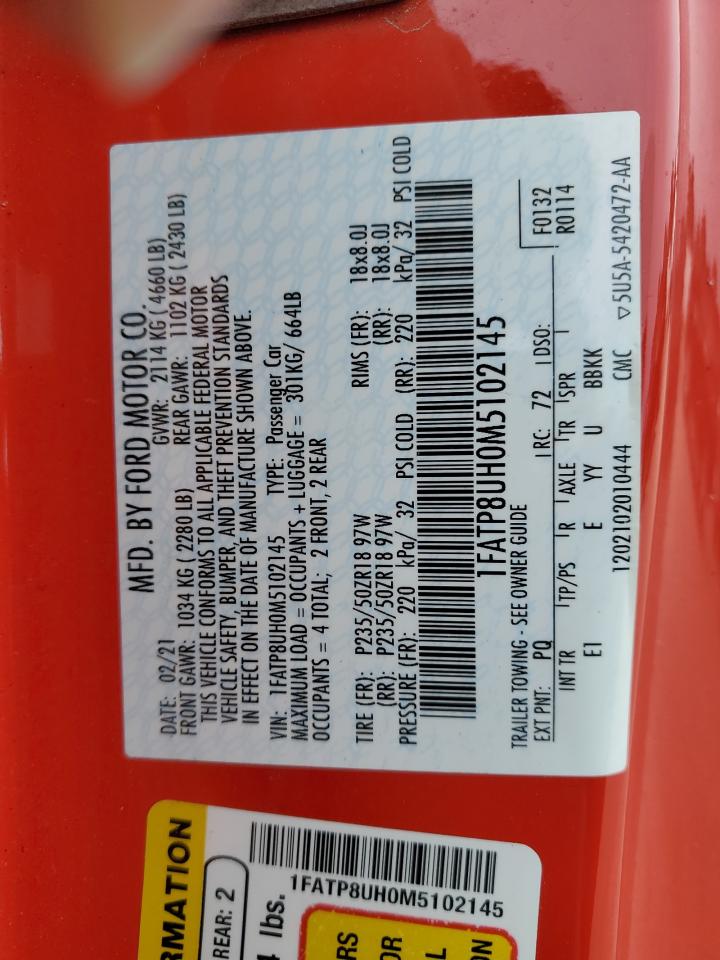 MFD. BY FORD MOTOR CO.
DATE: 02/21 GVWR: 2114 KG ( 4660 LB)
FRONT GAWR: 1034 KG ( 2280 LB) REAR GAWR: 1102 KG ( 2430 LB)
THIS VEHICLE CONFORMS TO ALL APPLICABLE FEDERAL MOTOR
VEHICLE SAFETY, BUMPER, AND THEFT PREVENTION STANDARDS
IN EFFECT ON THE DATE OF MANUFACTURE SHOWN ABOVE.
VIN: 1FATP8UH0M5102145 TYPE: Passenger Car
MAXIMUM LOAD = OCCUPANTS + LUGGAGE = 301KG/ 664LB
OCCUPANTS = 4 TOTAL; 2 FRONT, 2 REAR
TIRE (FR): P235/50ZR18 97W RIMS (FR): 18x8.0J
(RR): P235/50ZR18 97W (RR): 18x8.0J
PRESSURE (FR): 220 kPa/ 32 PSI COLD (RR): 220 kPa/ 32 PSI COLD
1FATP8UH0M5102145
TRAILER TOWING - SEE OWNER GUIDE F0132
EXT PNT: PQ RC: 72 DSO: R0114
INT TR TP/PS R AXLE TR SPR
EI E YY U BBKK
1202102010444 CMC ▽5U5A-5420472-AA
RMATION
REAR: 2
lbs.
1FATP8UH0M5102145
RS
OR
L
ON